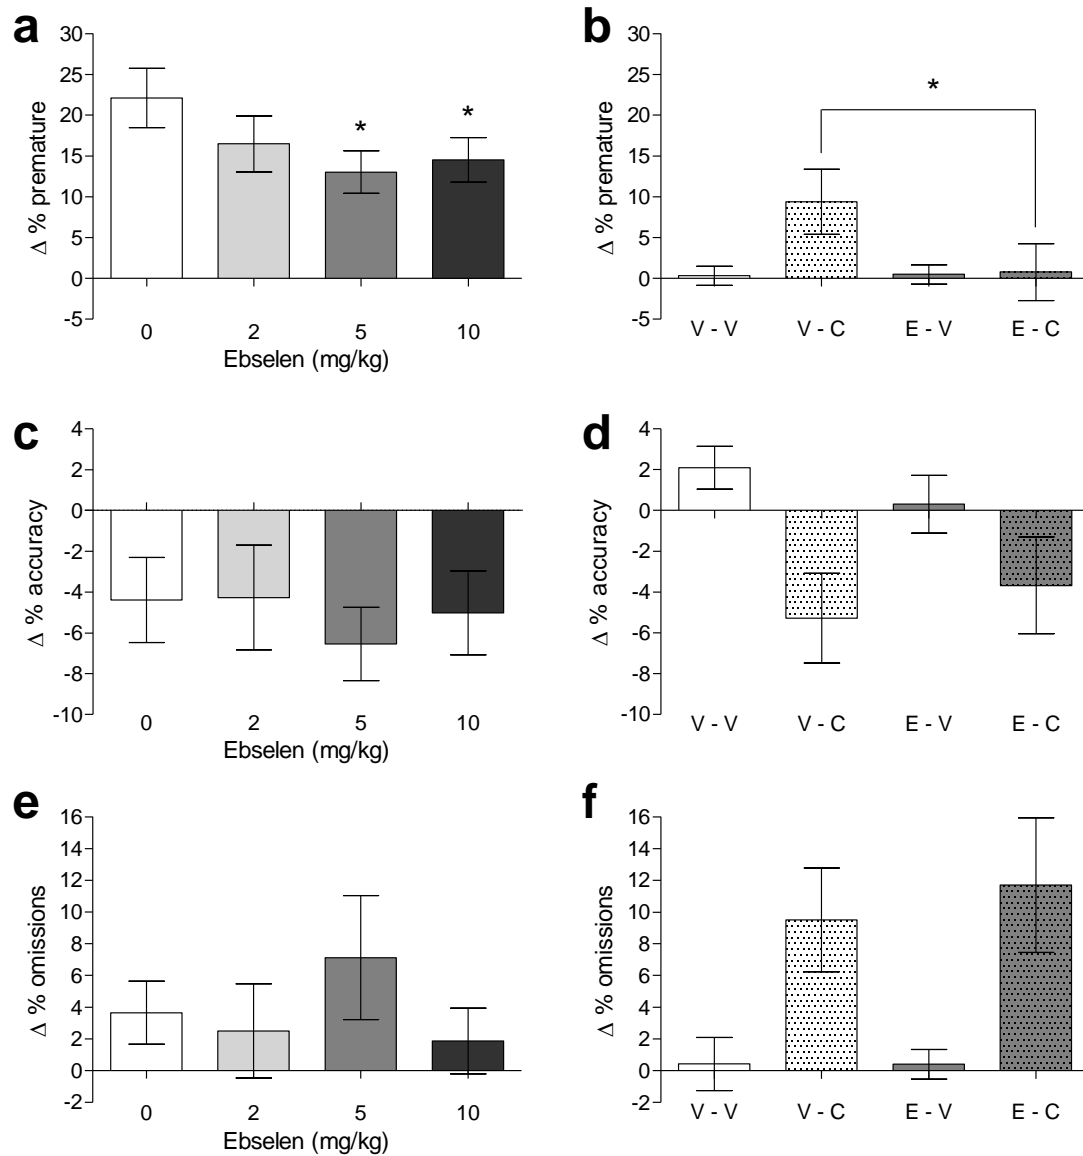 a
30
25
20
15
10
5
0
-5
Δ % premature
* *
0 2 5 10
Ebselen (mg/kg)
b
30
25
20
15
10
5
0
-5
Δ % premature
*
V - V V - C E - V E - C
c
4
2
0
-2
-4
-6
-8
-10
Δ % accuracy
0 2 5 10
Ebselen (mg/kg)
d
4
2
0
-2
-4
-6
-8
-10
Δ % accuracy
V - V V - C E - V E - C
e
16
14
12
10
8
6
4
2
0
-2
Δ % omissions
0 2 5 10
Ebselen (mg/kg)
f
16
14
12
10
8
6
4
2
0
-2
Δ % omissions
V - V V - C E - V E - C